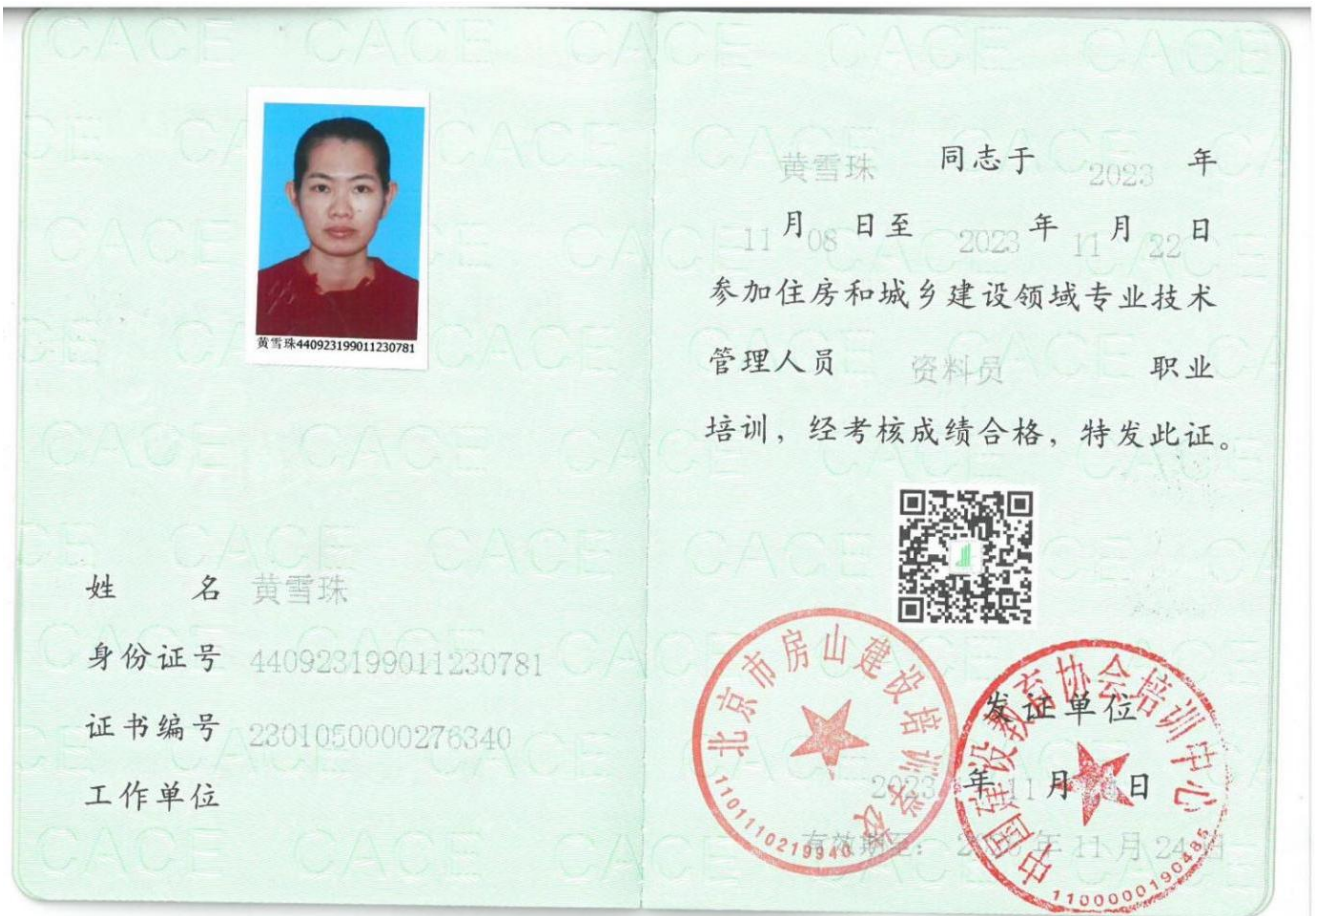 黄雪珠440923199011230781
姓 名 黄雪珠
身份证号 440923199011230781
证书编号 2301050000276340
工作单位
黄雪珠 同志于 2023 年
11 月 08 日至 2023 年 11 月 22 日
参加住房和城乡建设领域专业技术
管理人员 资料员 职业
培训，经考核成绩合格，特发此证。
北京市房山建设培训学校
1101110219940
中国建设教育协会培训中心
1100000190485
发证单位
2023 年 11 月 日
有效期至： 年 11 月 24 日
CACE